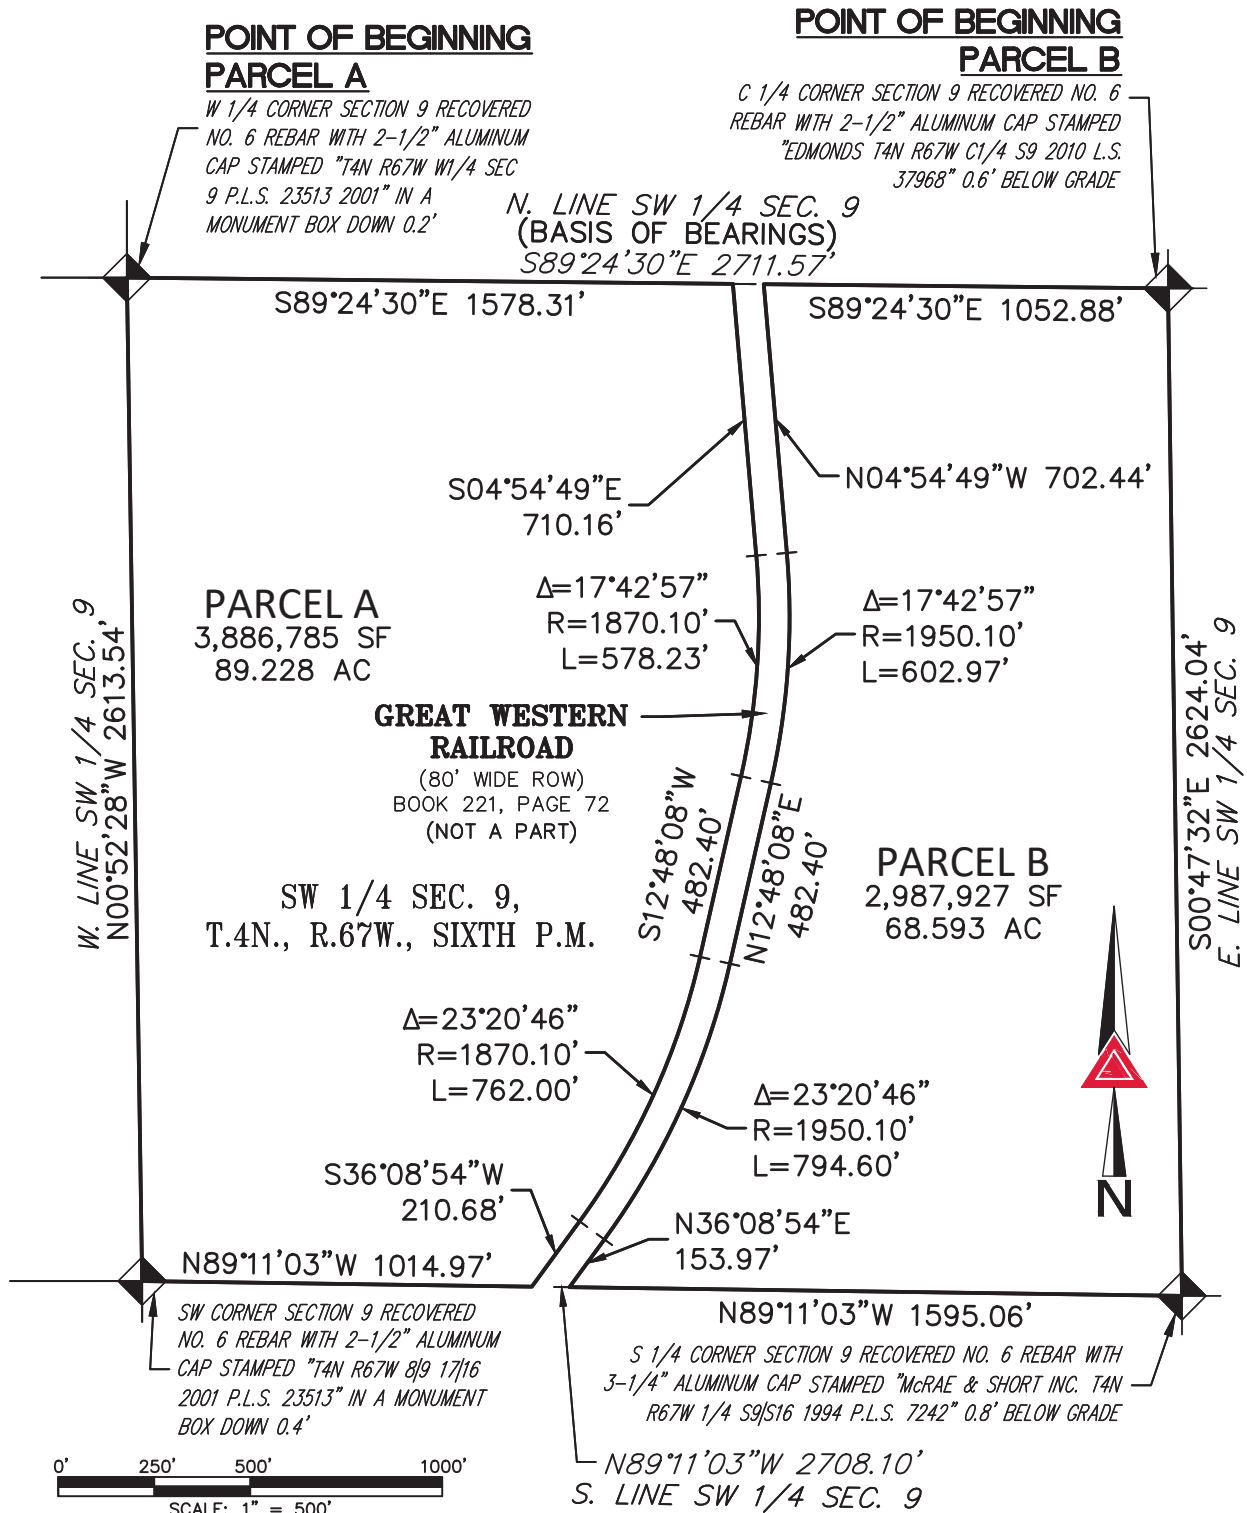 POINT OF BEGINNING
PARCEL A
W 1/4 CORNER SECTION 9 RECOVERED
NO. 6 REBAR WITH 2-1/2" ALUMINUM
CAP STAMPED "T4N R67W W1/4 SEC
9 P.L.S. 23513 2001" IN A
MONUMENT BOX DOWN 0.2'
POINT OF BEGINNING
PARCEL B
C 1/4 CORNER SECTION 9 RECOVERED NO. 6
REBAR WITH 2-1/2" ALUMINUM CAP STAMPED
"EDMONDS T4N R67W C1/4 S9 2010 L.S.
37968" 0.6' BELOW GRADE
N. LINE SW 1/4 SEC. 9
(BASIS OF BEARINGS)
S89°24'30"E 2711.57'
S89°24'30"E 1578.31'
S89°24'30"E 1052.88'
S04°54'49"E
710.16'
N04°54'49"W 702.44'
PARCEL A
3,886,785 SF
89.228 AC
Δ=17°42'57"
R=1870.10'
L=578.23'
Δ=17°42'57"
R=1950.10'
L=602.97'
W. LINE SW 1/4 SEC. 9
N00°52'28"W 2613.54'
S00°47'32"E 2624.04'
E. LINE SW 1/4 SEC. 9
GREAT WESTERN
RAILROAD
(80' WIDE ROW)
BOOK 221, PAGE 72
(NOT A PART)
S12°48'08"W
482.40'
N12°48'08"E
482.40'
PARCEL B
2,987,927 SF
68.593 AC
SW 1/4 SEC. 9,
T.4N., R.67W., SIXTH P.M.
Δ=23°20'46"
R=1870.10'
L=762.00'
Δ=23°20'46"
R=1950.10'
L=794.60'
N
S36°08'54"W
210.68'
N36°08'54"E
153.97'
N89°11'03"W 1014.97'
N89°11'03"W 1595.06'
SW CORNER SECTION 9 RECOVERED
NO. 6 REBAR WITH 2-1/2" ALUMINUM
CAP STAMPED "T4N R67W 8|9 17|16
2001 P.L.S. 23513" IN A MONUMENT
BOX DOWN 0.4'
S 1/4 CORNER SECTION 9 RECOVERED NO. 6 REBAR WITH
3-1/4" ALUMINUM CAP STAMPED "McRAE & SHORT INC. T4N
R67W 1/4 S9|S16 1994 P.L.S. 7242" 0.8' BELOW GRADE
N89°11'03"W 2708.10'
S. LINE SW 1/4 SEC. 9
0' 250' 500' 1000'
SCALE: 1" = 500'